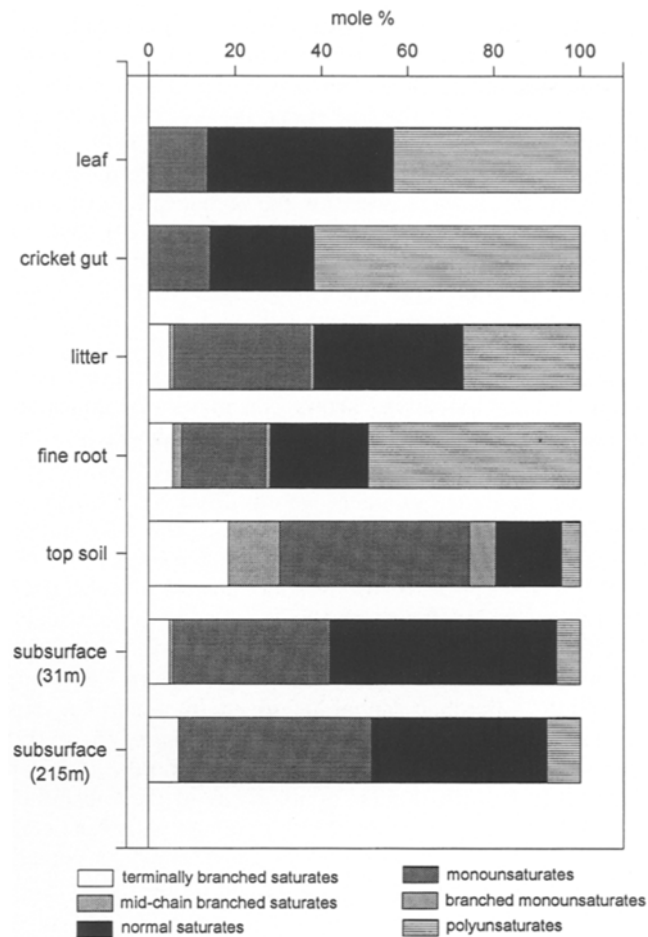 mole %
0 20 40 60 80 100
leaf
cricket gut
litter
fine root
top soil
subsurface
(31m)
subsurface
(215m)
terminally branched saturates
mid-chain branched saturates
normal saturates
monounsaturates
branched monounsaturates
polyunsaturates